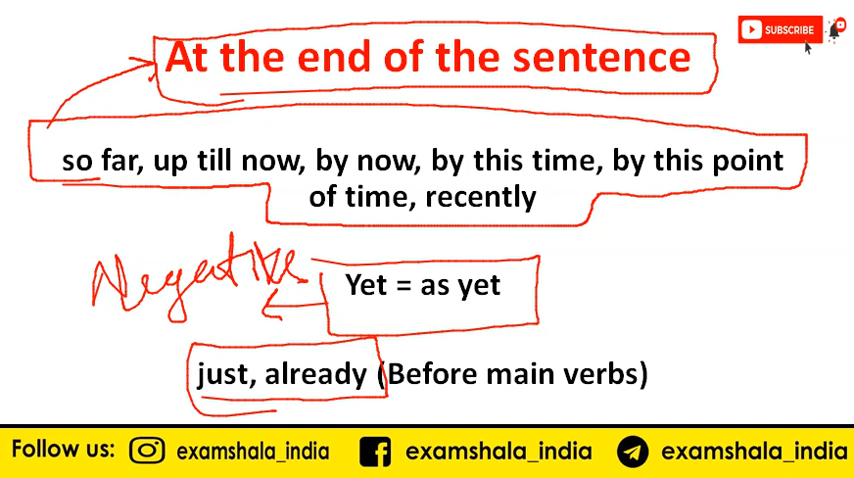 SUBSCRIBE
At the end of the sentence
so far, up till now, by now, by this time, by this point
of time, recently
Negative
Yet = as yet
just, already (Before main verbs)
Follow us: examshala_india examshala_india examshala_india